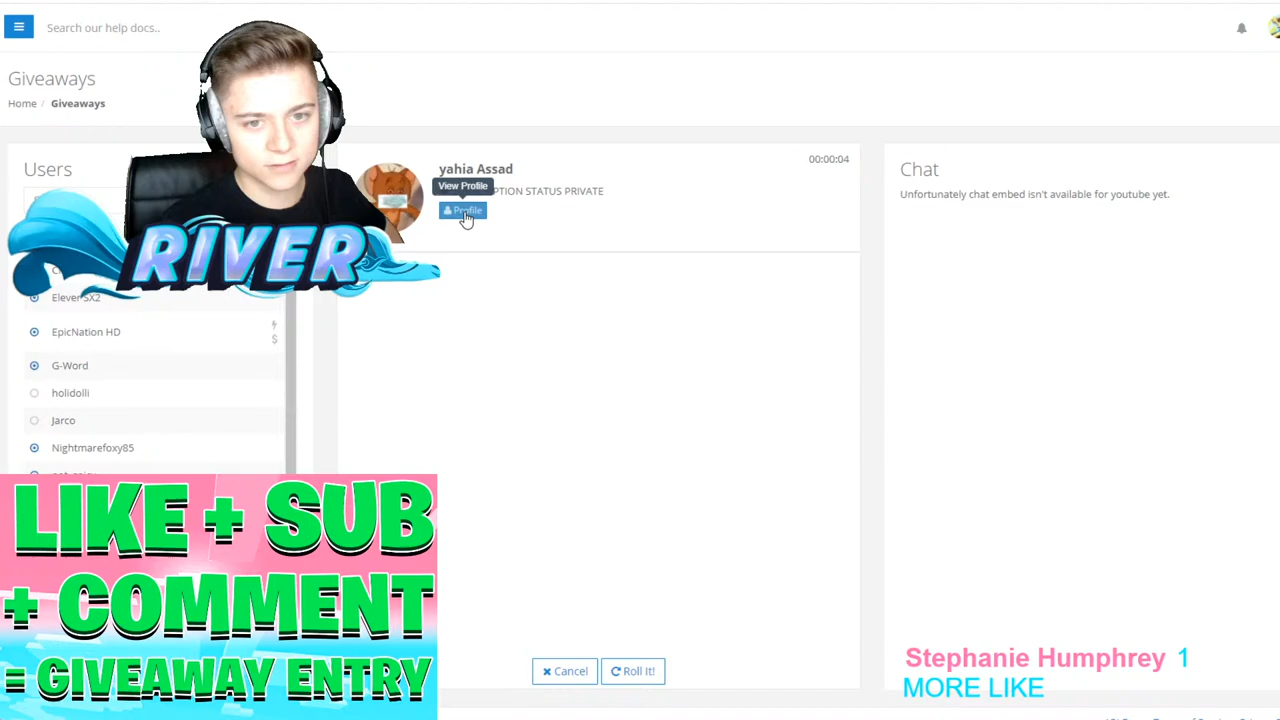 Search our help docs..
Giveaways
Home / Giveaways
Users
yahia Assad
00:00:04
View Profile
PTION STATUS PRIVATE
Profile
Chat
Unfortunately chat embed isn't available for youtube yet.
RIVER
Elever SX2
EpicNation HD
$
G-Word
holidolli
Jarco
Nightmarefoxy85
LIKE + SUB
+ COMMENT
= GIVEAWAY ENTRY
Cancel
Roll It!
Stephanie Humphrey 1
MORE LIKE